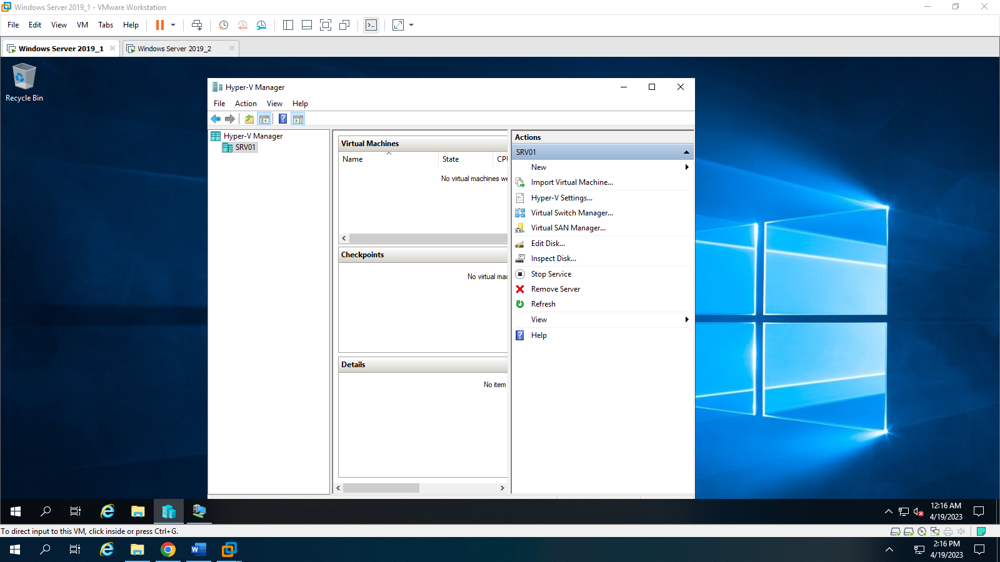 Windows Server 2019_1 - VMware Workstation
File Edit View VM Tabs Help
Windows Server 2019_1
Windows Server 2019_2
Recycle Bin
Hyper-V Manager
File Action View Help
Hyper-V Manager
SRV01
Virtual Machines
Name State CPU
No virtual machines we
Checkpoints
No virtual mac
Details
No item
Actions
SRV01
New
Import Virtual Machine...
Hyper-V Settings...
Virtual Switch Manager...
Virtual SAN Manager...
Edit Disk...
Inspect Disk...
Stop Service
Remove Server
Refresh
View
Help
12:16 AM
4/19/2023
To direct input to this VM, click inside or press Ctrl+G.
2:16 PM
4/19/2023